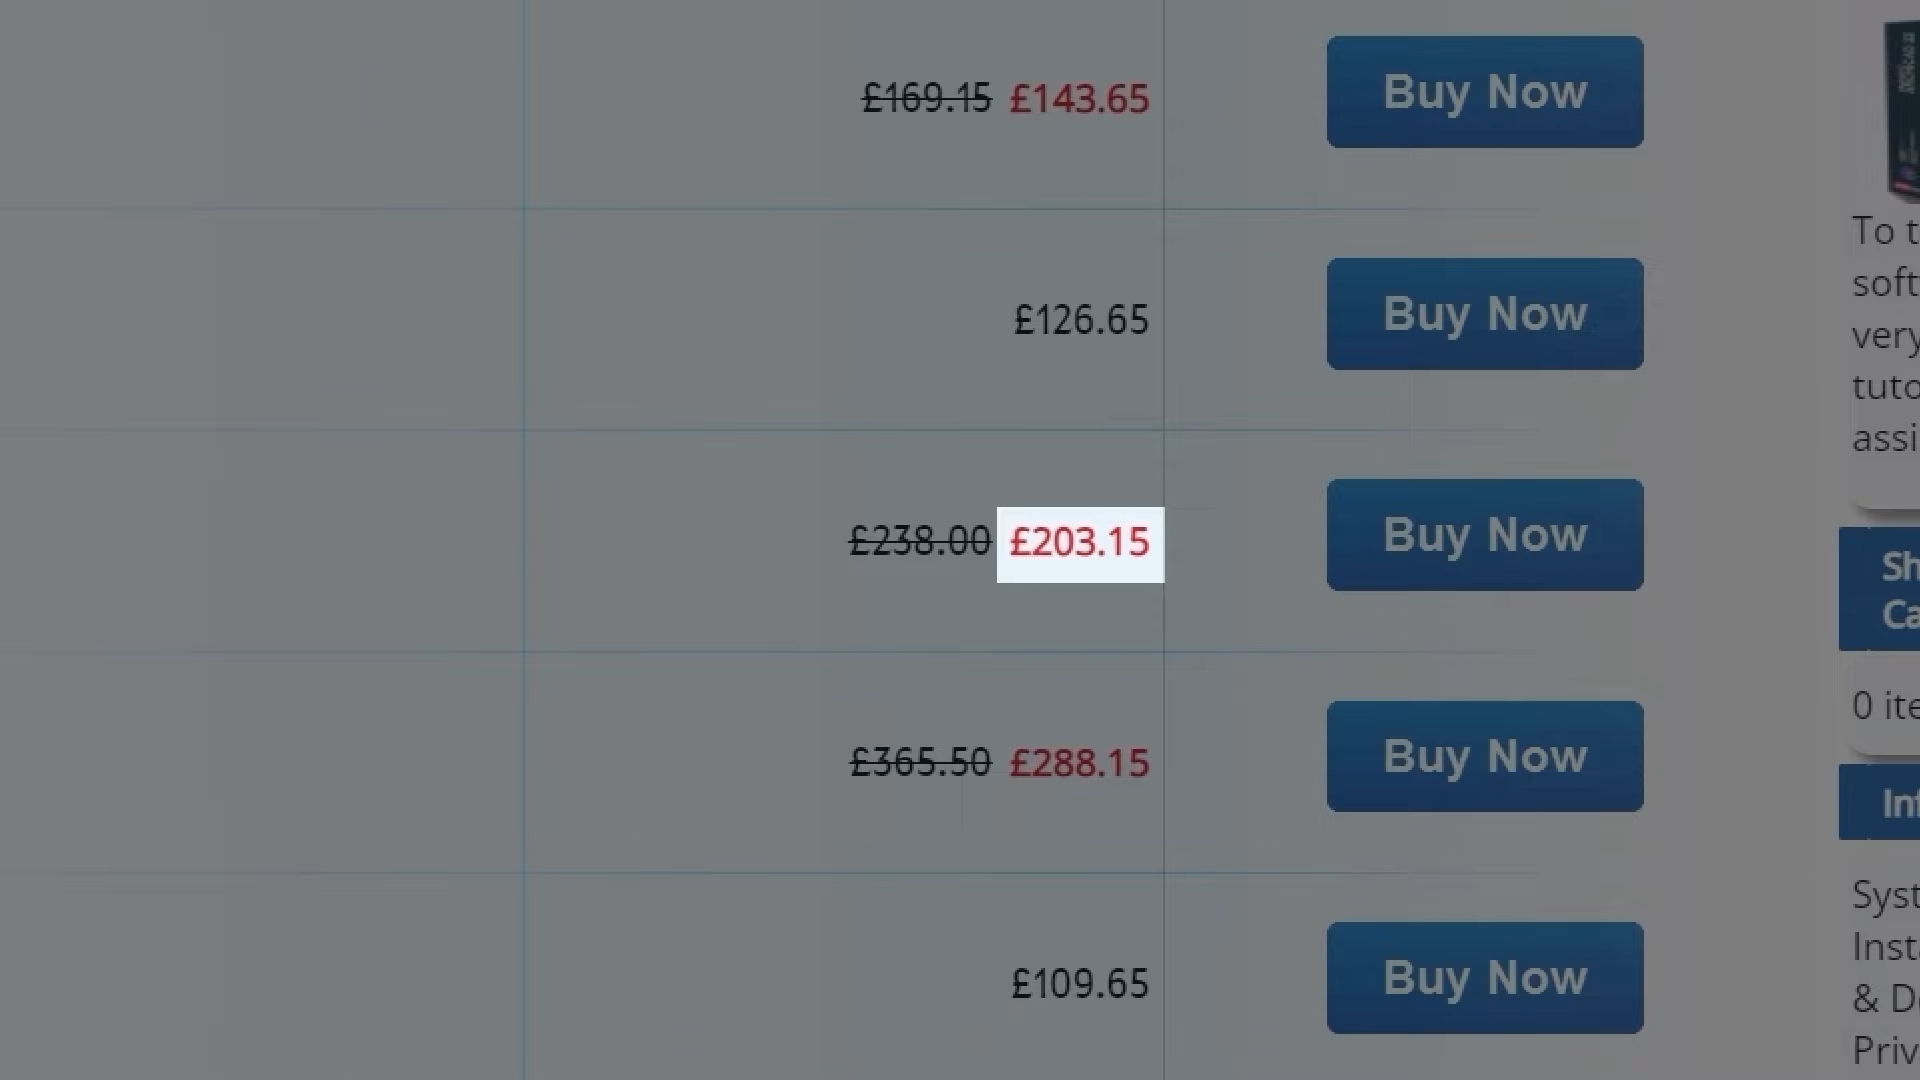 £169.15 £143.65 Buy Now
£126.65 Buy Now
£238.00 £203.15 Buy Now
£365.50 £288.15 Buy Now
£109.65 Buy Now
To t
soft
very
tuto
assi
Sh
Ca
0 ite
Inf
Syst
Insta
& D
Priv